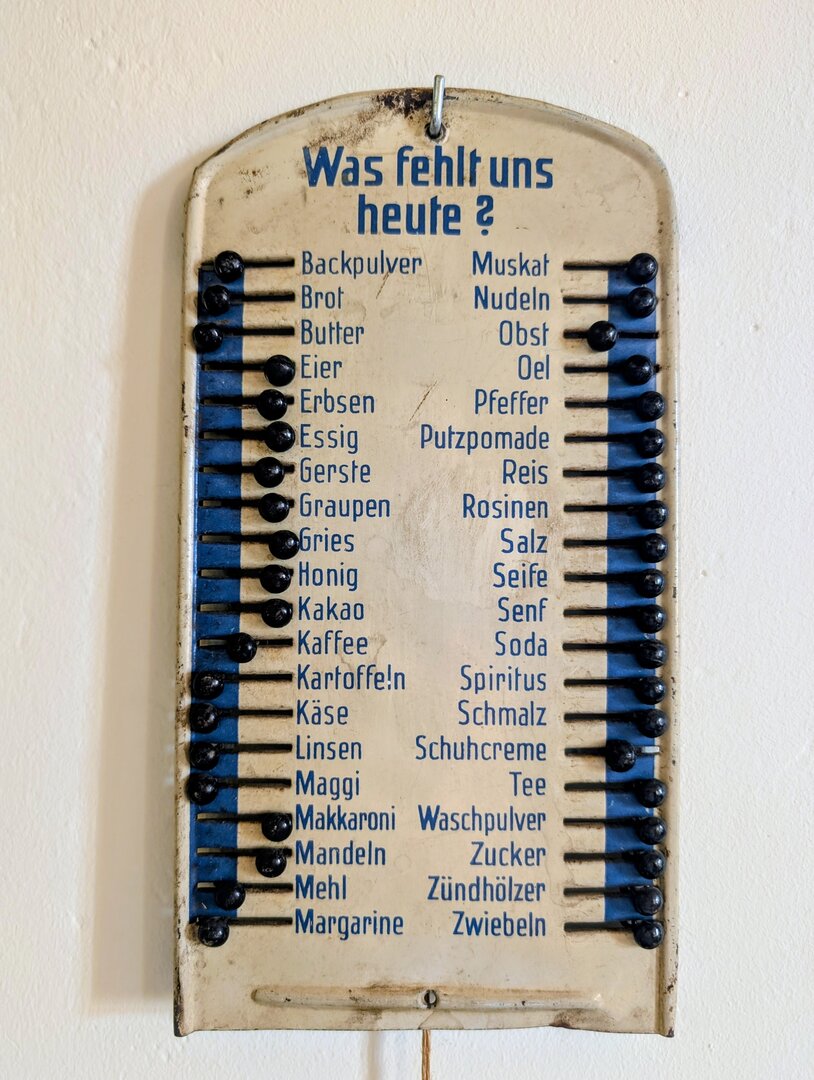 Was fehlt uns
heute?
Backpulver Muskat
Brot Nudeln
Butter Obst
Eier Oel
Erbsen Pfeffer
Essig Putzpomade
Gerste Reis
Graupen Rosinen
Gries Salz
Honig Seife
Kakao Senf
Kaffee Soda
Kartoffeln Spiritus
Käse Schmalz
Linsen Schuhcreme
Maggi Tee
Makkaroni Waschpulver
Mandeln Zucker
Mehl Zündhölzer
Margarine Zwiebeln